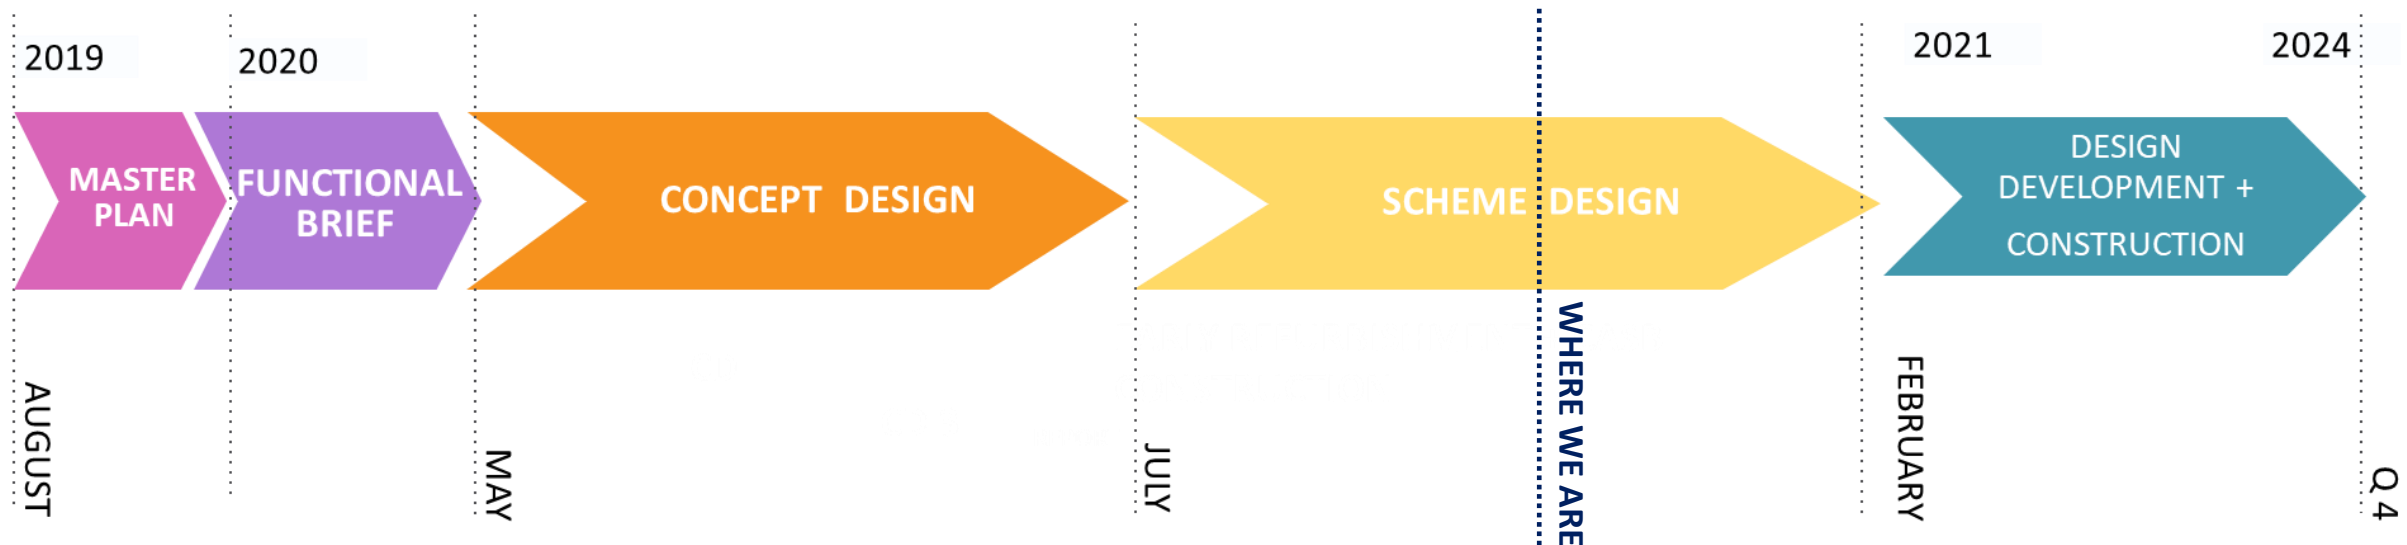 2019
2020
2021
2024
MASTER
PLAN
FUNCTIONAL
BRIEF
CONCEPT DESIGN
SCHEME DESIGN
DESIGN
DEVELOPMENT +
CONSTRUCTION
AUGUST
MAY
JULY
WHERE WE ARE
FEBRUARY
Q 4